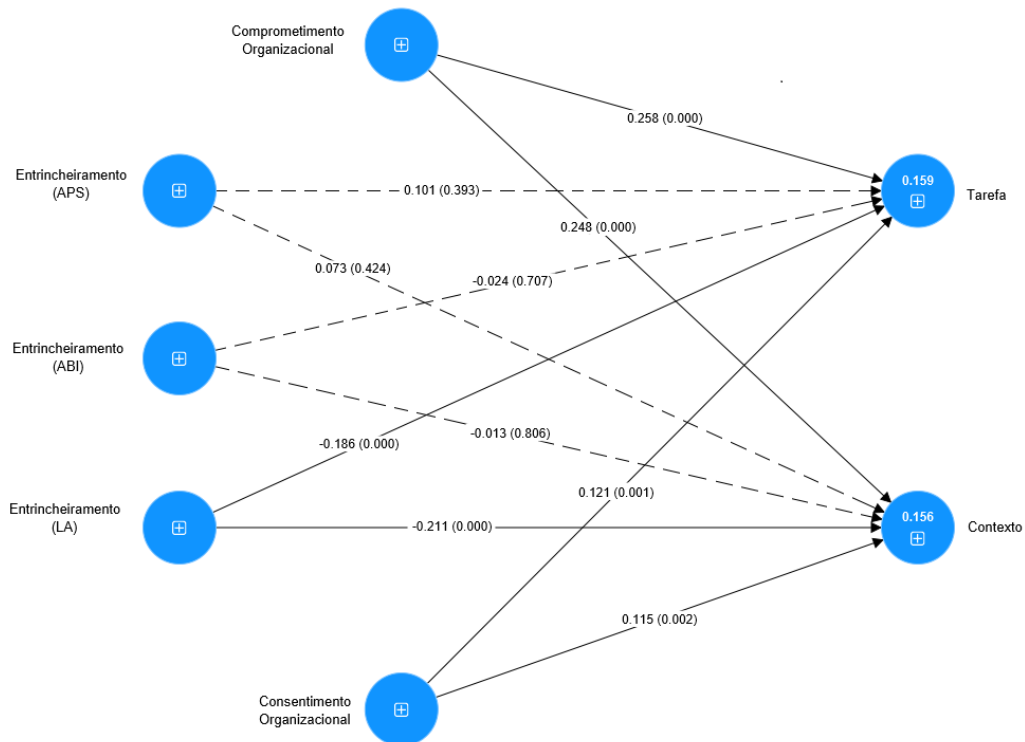 Comprometimento
Organizacional
0.258 (0.000)
Entrincheiramento
(APS)
0.101 (0.393)
0.159
Tarefa
0.248 (0.000)
0.073 (0.424)
-0.024 (0.707)
Entrincheiramento
(ABI)
-0.186 (0.000)
-0.013 (0.806)
0.121 (0.001)
Entrincheiramento
(LA)
-0.211 (0.000)
0.156
Contexto
0.115 (0.002)
Consentimento
Organizacional